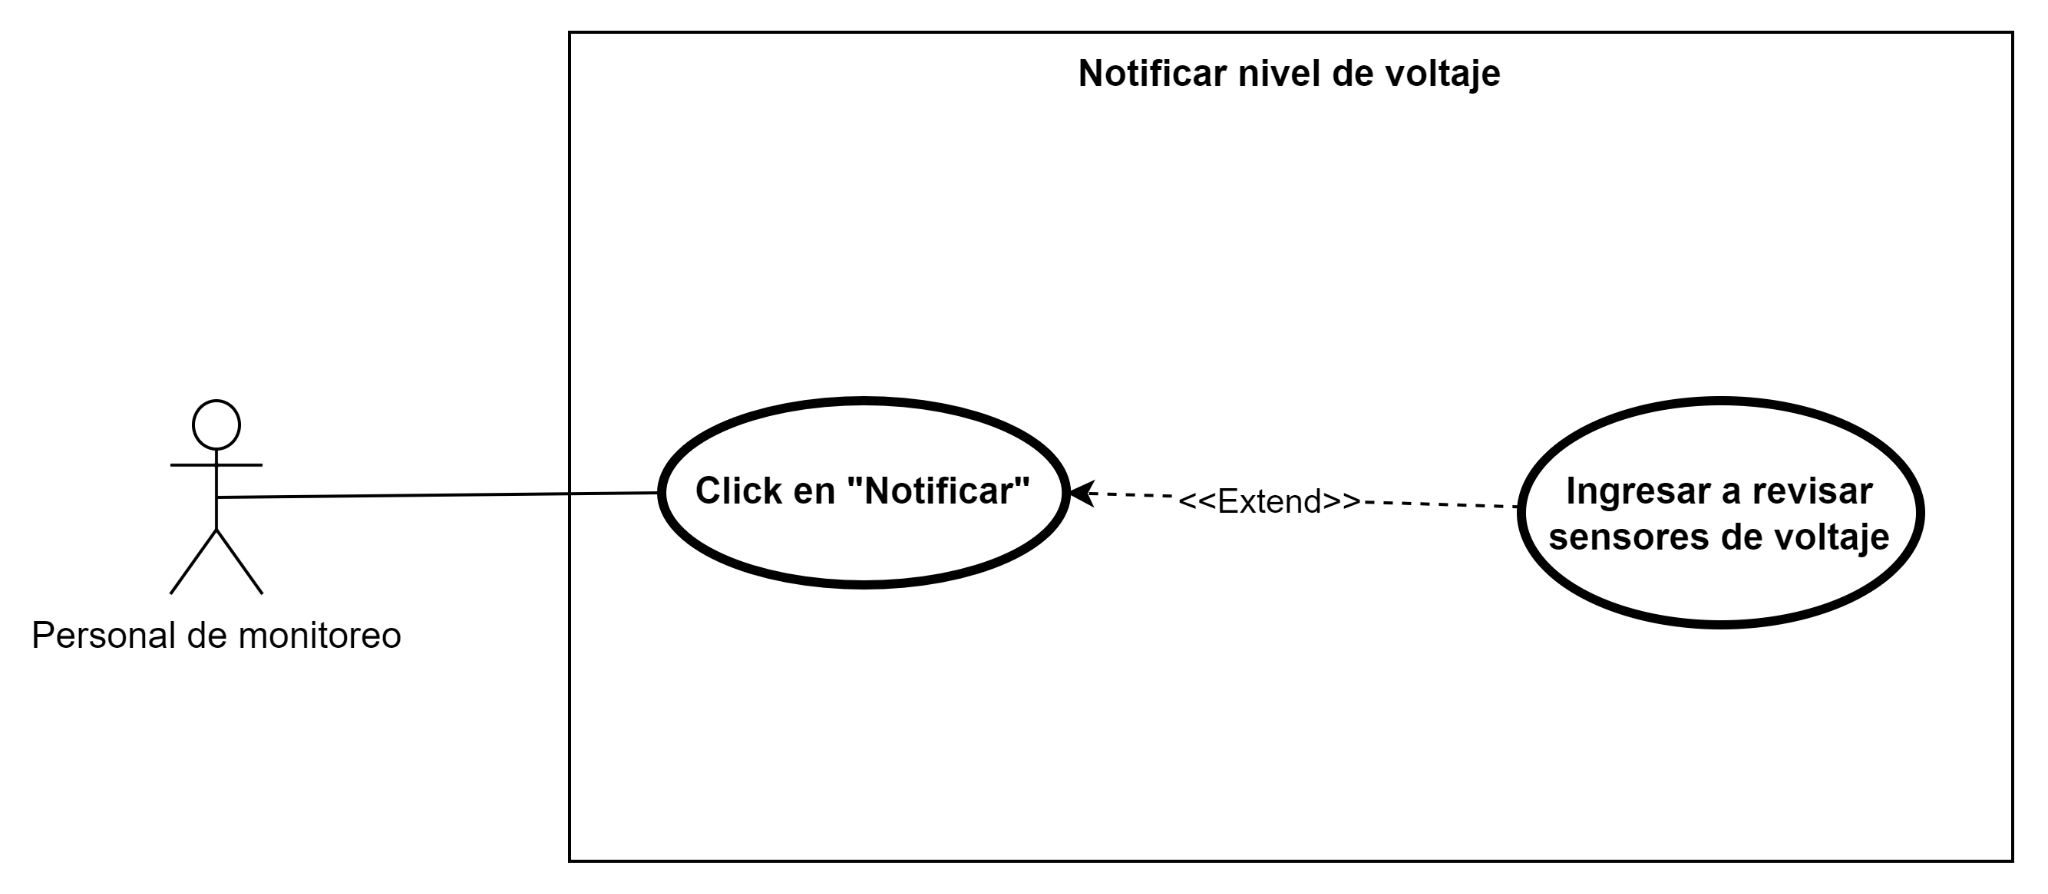 Notificar nivel de voltaje
Click en "Notificar"
<<Extend>>
Ingresar a revisar
sensores de voltaje
Personal de monitoreo